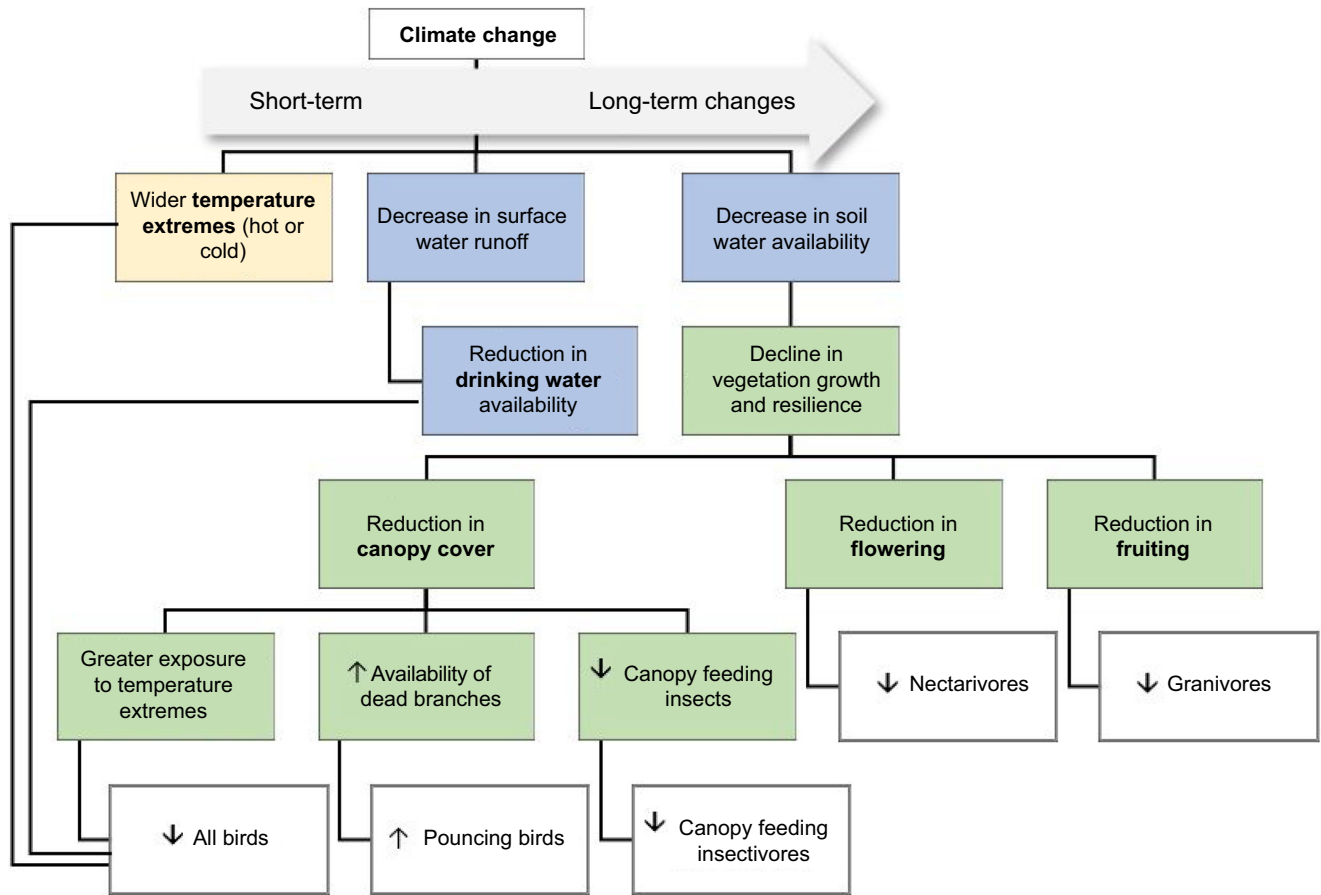 Climate change
Short-term
Long-term changes
Wider temperature
extremes (hot or
cold)
Decrease in surface
water runoff
Decrease in soil
water availability
Reduction in
drinking water
availability
Decline in
vegetation growth
and resilience
Reduction in
canopy cover
Reduction in
flowering
Reduction in
fruiting
Greater exposure
to temperature
extremes
↑ Availability of
dead branches
↓ Canopy feeding
insects
↓ Nectarivores
↓ Granivores
↓ All birds
↑ Pouncing birds
↓ Canopy feeding
insectivores